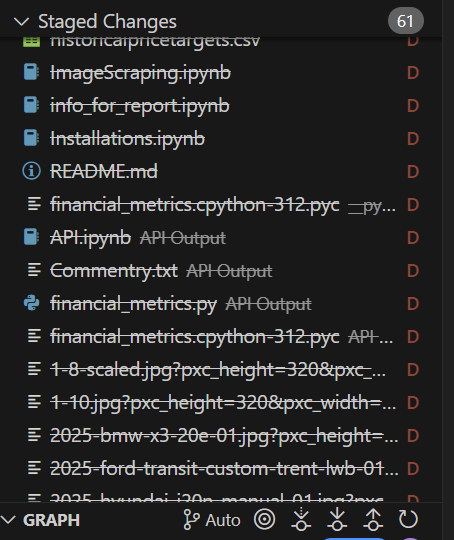 Staged Changes 61
historicalpricetargets.csv D
ImageScraping.ipynb D
info_for_report.ipynb D
Installations.ipynb D
README.md D
financial_metrics.cpython-312.pyc __py... D
API.ipynb API Output D
Commentry.txt API Output D
financial_metrics.py API Output D
financial_metrics.cpython-312.pyc API ... D
1-8-scaled.jpg?pxc_height=320&pxc_... D
1-10.jpg?pxc_height=320&pxc_width=... D
2025-bmw-x3-20e-01.jpg?pxc_height=... D
2025-ford-transit-custom-trent-lwb-01... D
2025-hyundai-i20n-manual-01.jpg?pxc... D
GRAPH Auto